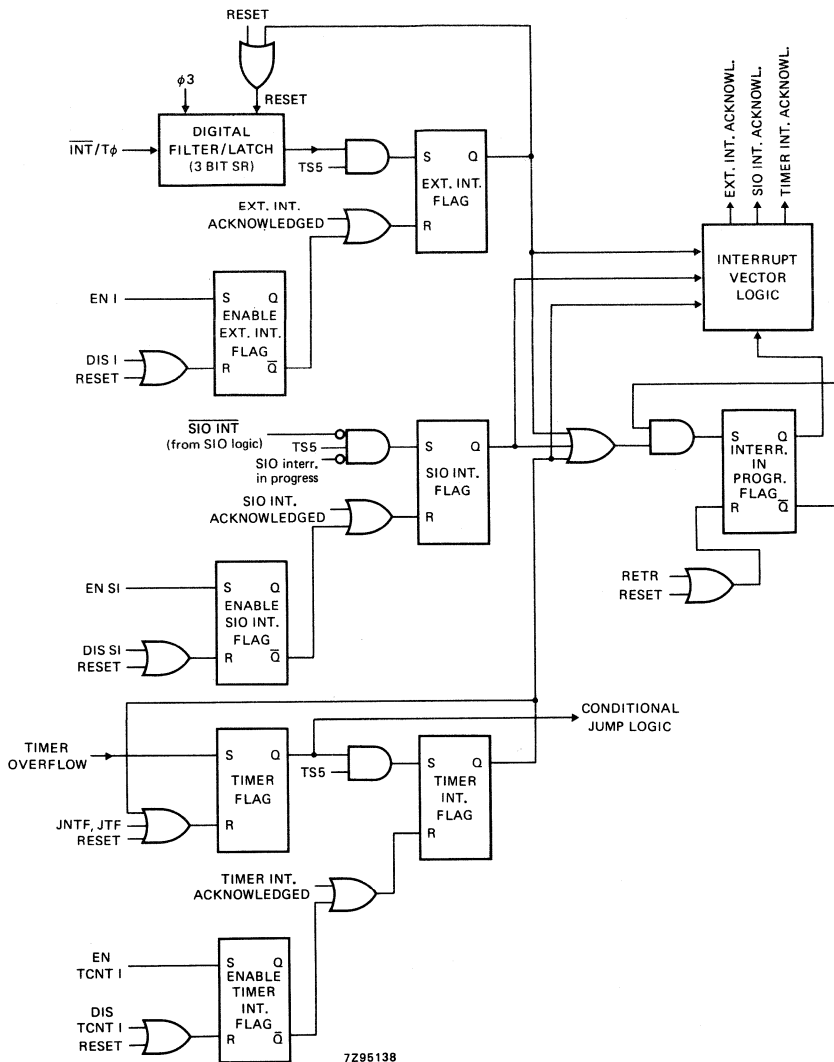 RESET
φ3
RESET
INT/Tφ
DIGITAL
FILTER/LATCH
(3 BIT SR)
TS5
S Q
EXT. INT.
FLAG
R
EXT. INT.
ACKNOWLEDGED
EXT. INT. ACKNOWL.
SIO INT. ACKNOWL.
TIMER INT. ACKNOWL.
INTERRUPT
VECTOR
LOGIC
EN I
S Q
ENABLE
EXT. INT.
FLAG
R Q̅
DIS I
RESET
SIO INT
(from SIO logic)
TS5
SIO interr.
in progress
S Q
SIO INT.
FLAG
R
SIO INT.
ACKNOWLEDGED
S Q
INTERR.
IN
PROGR.
FLAG
R Q̅
RETR
RESET
EN SI
S Q
ENABLE
SIO INT.
FLAG
R Q̅
DIS SI
RESET
CONDITIONAL
JUMP LOGIC
TIMER
OVERFLOW
S Q
TIMER
FLAG
R
JNTF, JTF
RESET
TS5
S Q
TIMER
INT.
FLAG
R
TIMER INT.
ACKNOWLEDGED
EN
TCNT I
S Q
ENABLE
TIMER
INT.
FLAG
R Q̅
DIS
TCNT I
RESET
7Z95138